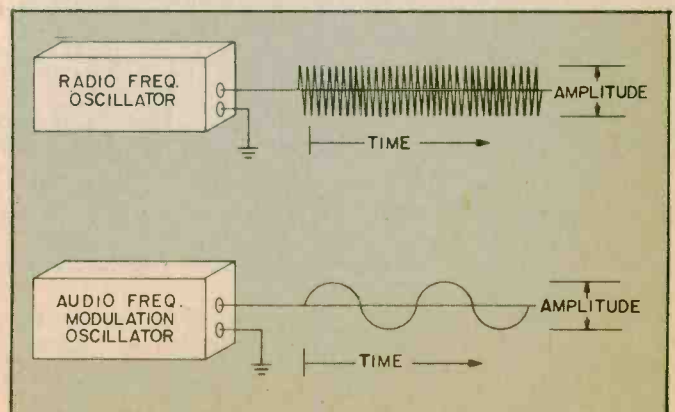 RADIO FREQ.
OSCILLATOR
AMPLITUDE
TIME
AUDIO FREQ.
MODULATION
OSCILLATOR
AMPLITUDE
TIME